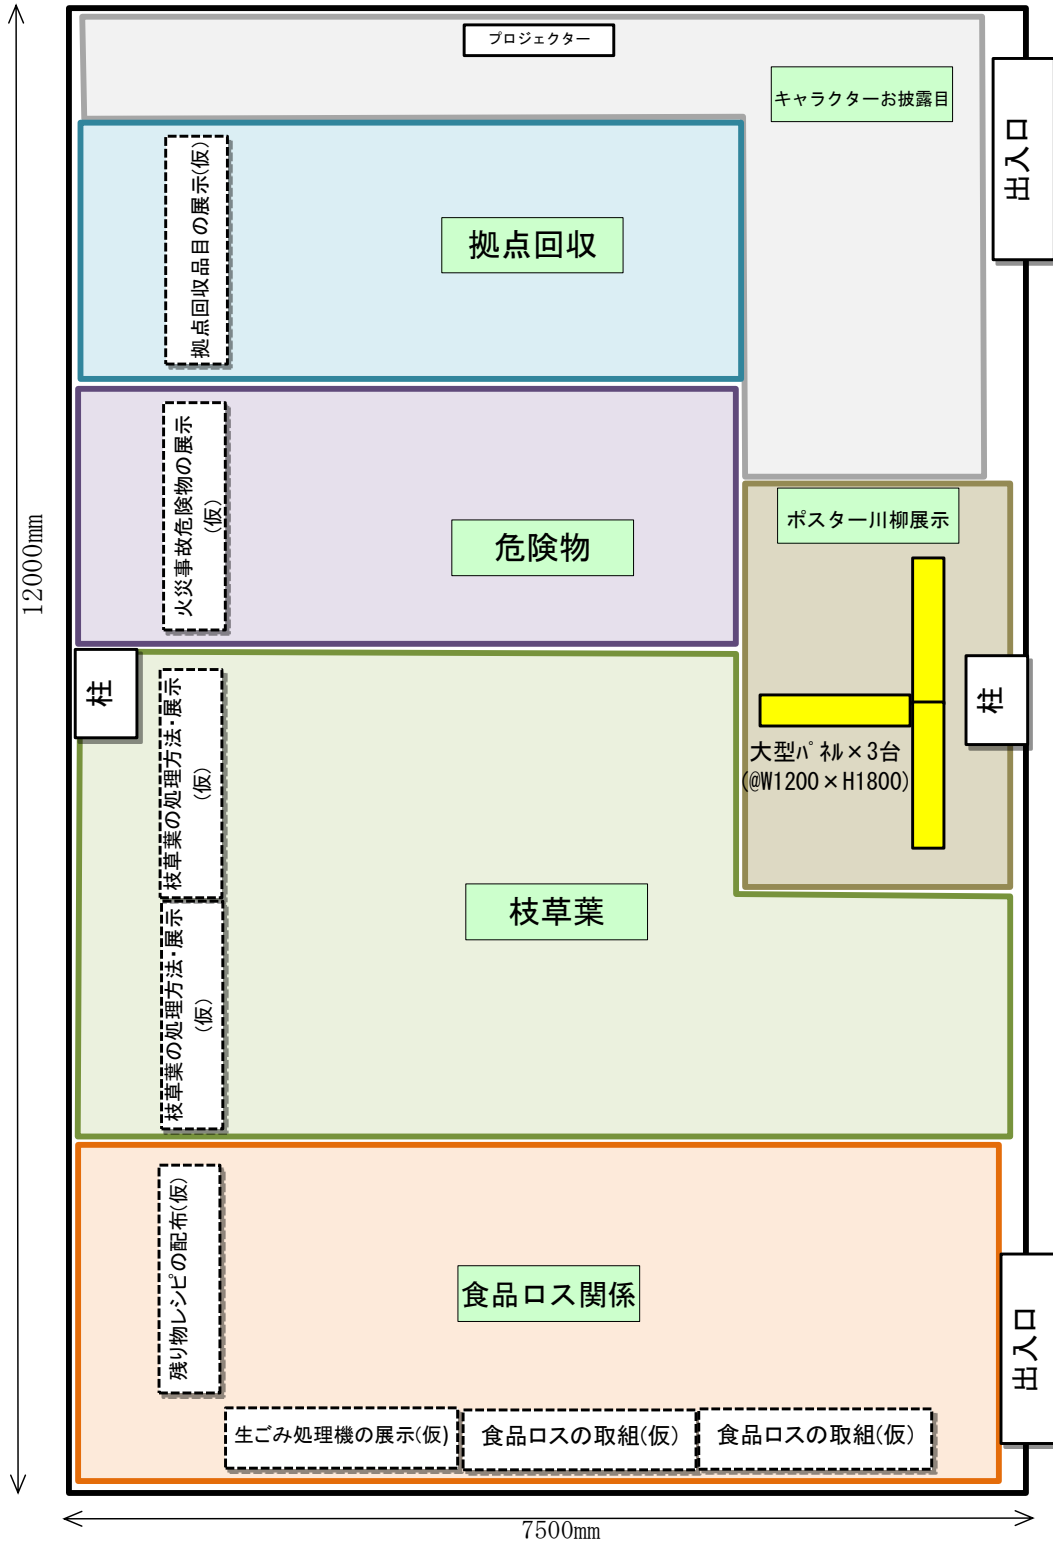 プロジェクター
キャラクターお披露目
出入口
拠点回収品目の展示(仮)
拠点回収
火災事故危険物の展示
(仮)
危険物
ポスター川柳展示
12000mm
柱
柱
枝草葉の処理方法・展示
(仮)
大型ﾊﾟﾈﾙ×3台
(@W1200×H1800)
枝草葉
枝草葉の処理方法・展示
(仮)
残り物レシピの配布(仮)
食品ロス関係
出入口
生ごみ処理機の展示(仮)
食品ロスの取組(仮)
食品ロスの取組(仮)
7500mm